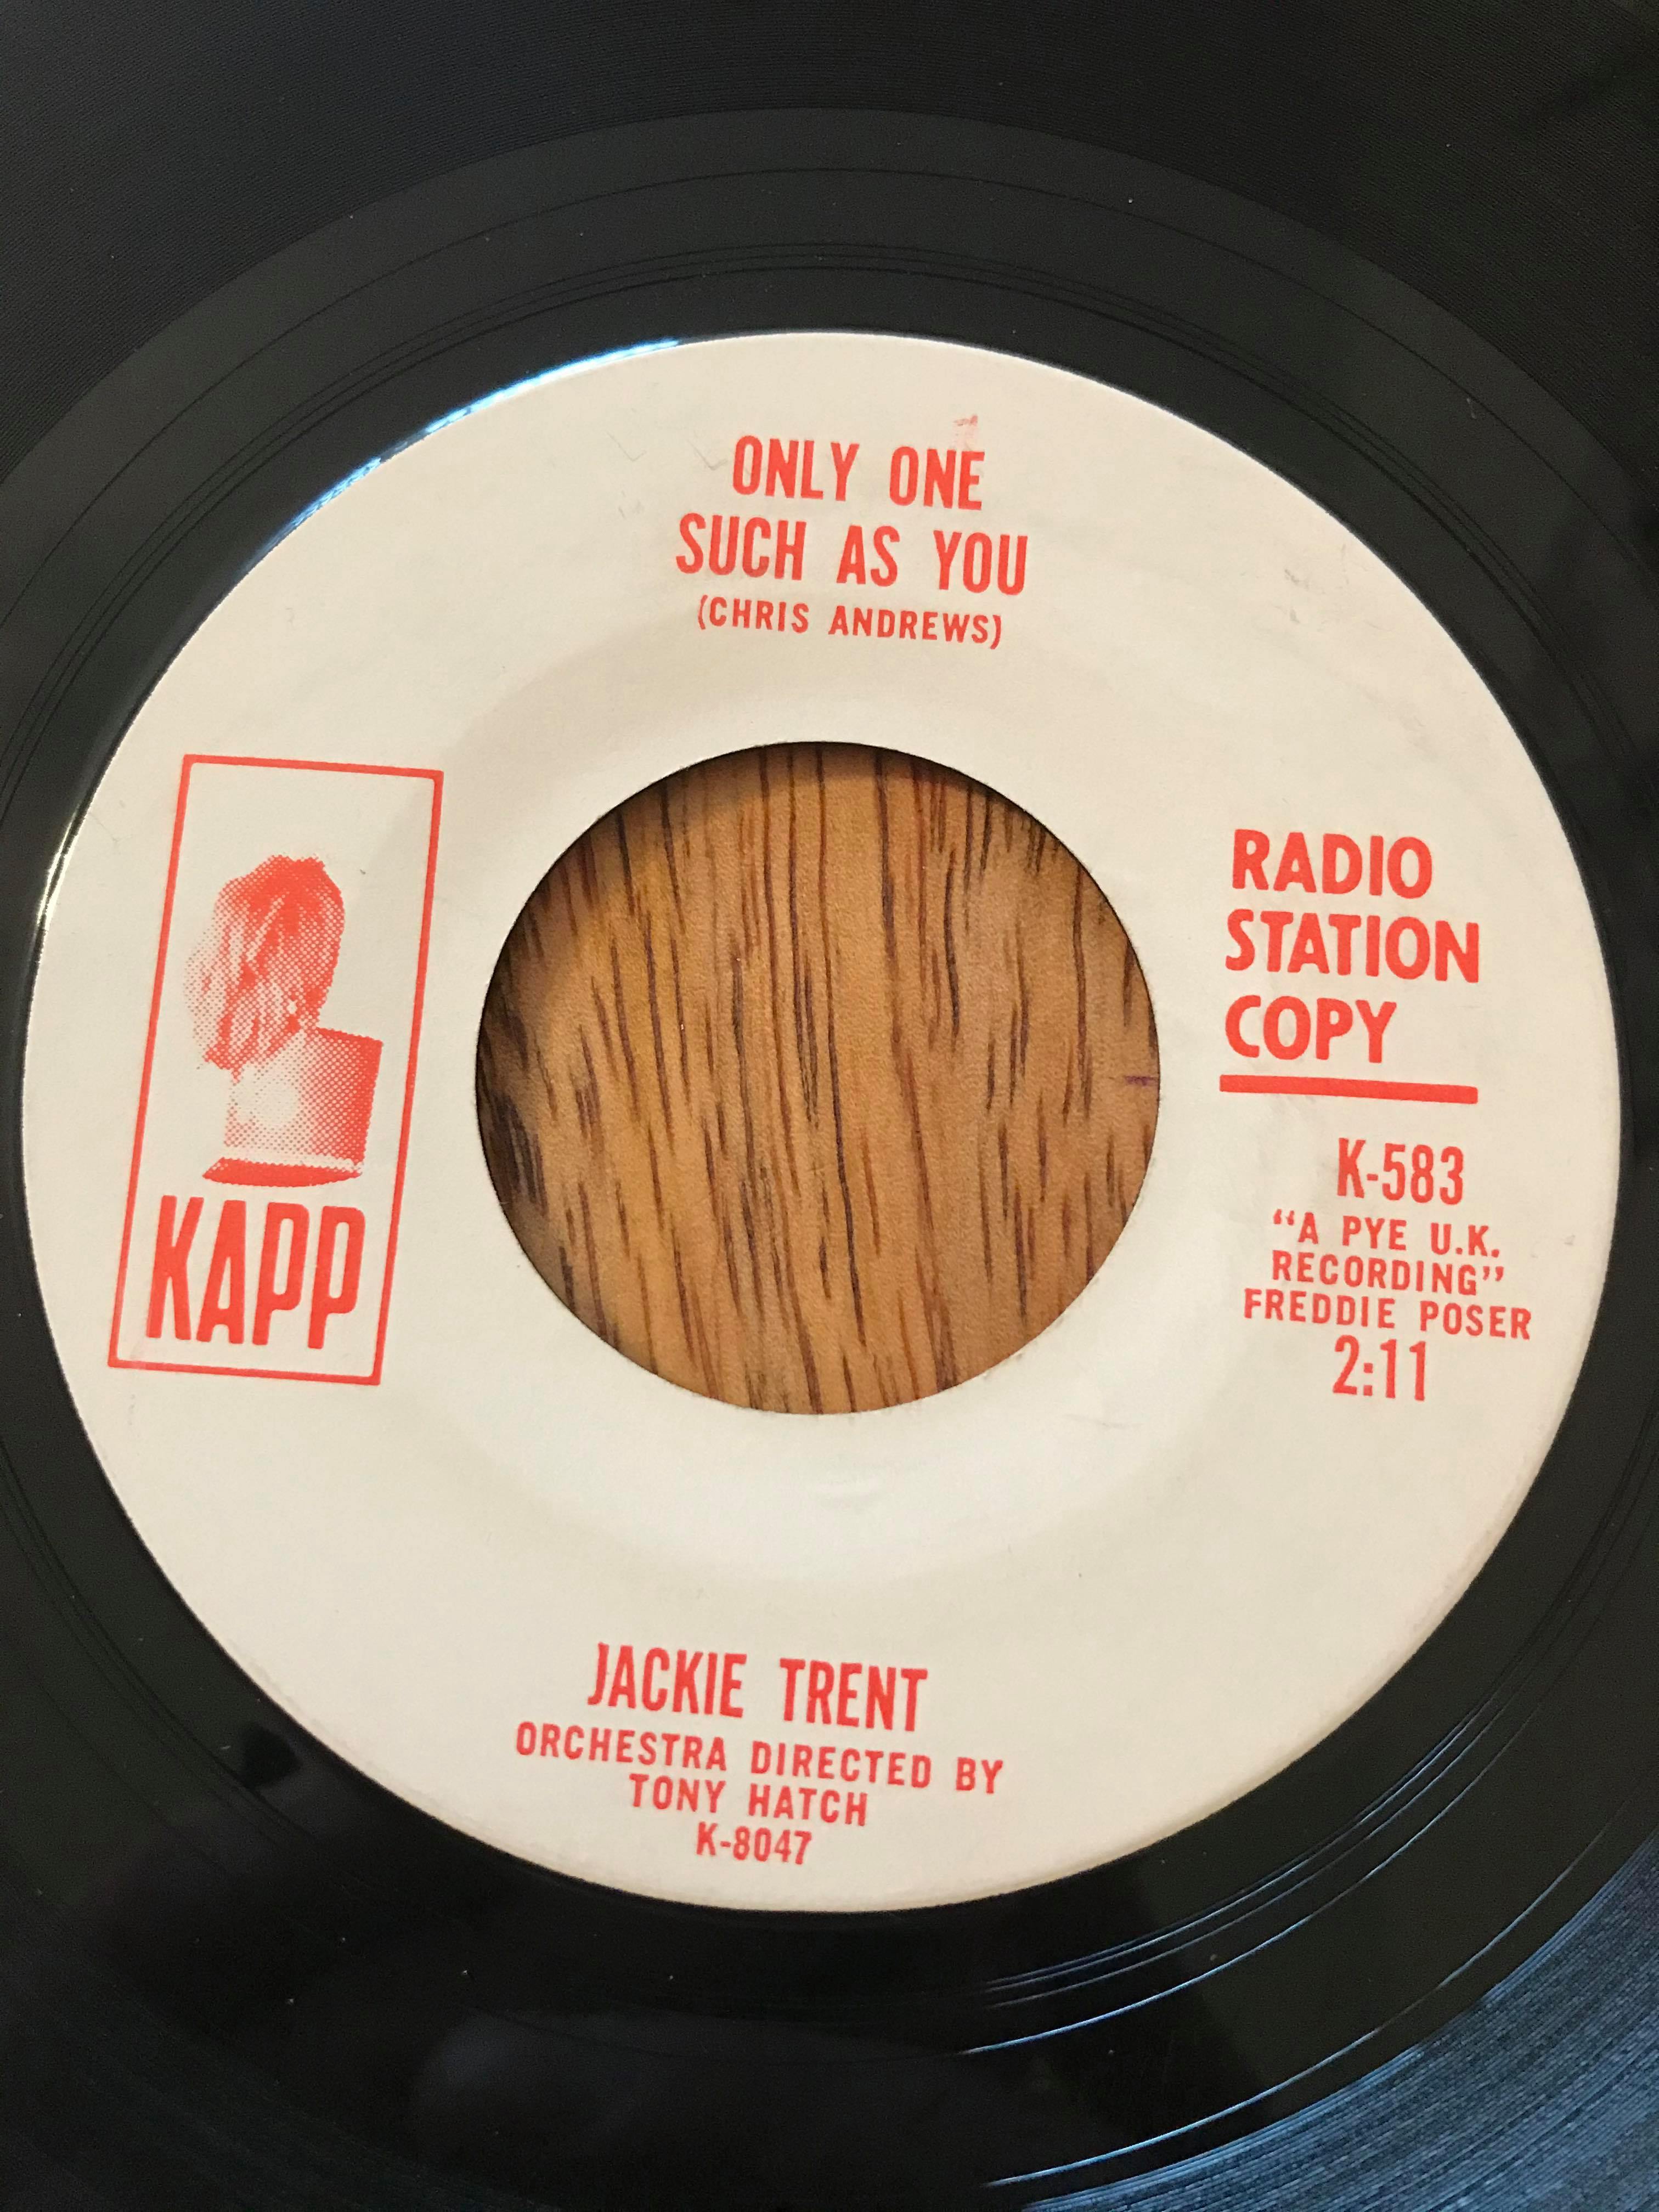 ONLY ONE
SUCH AS YOU
(CHRIS ANDREWS)
KAPP
RADIO
STATION
COPY
K-583
“A PYE U.K.
RECORDING”
FREDDIE POSER
2:11
JACKIE TRENT
ORCHESTRA DIRECTED BY
TONY HATCH
K-8047